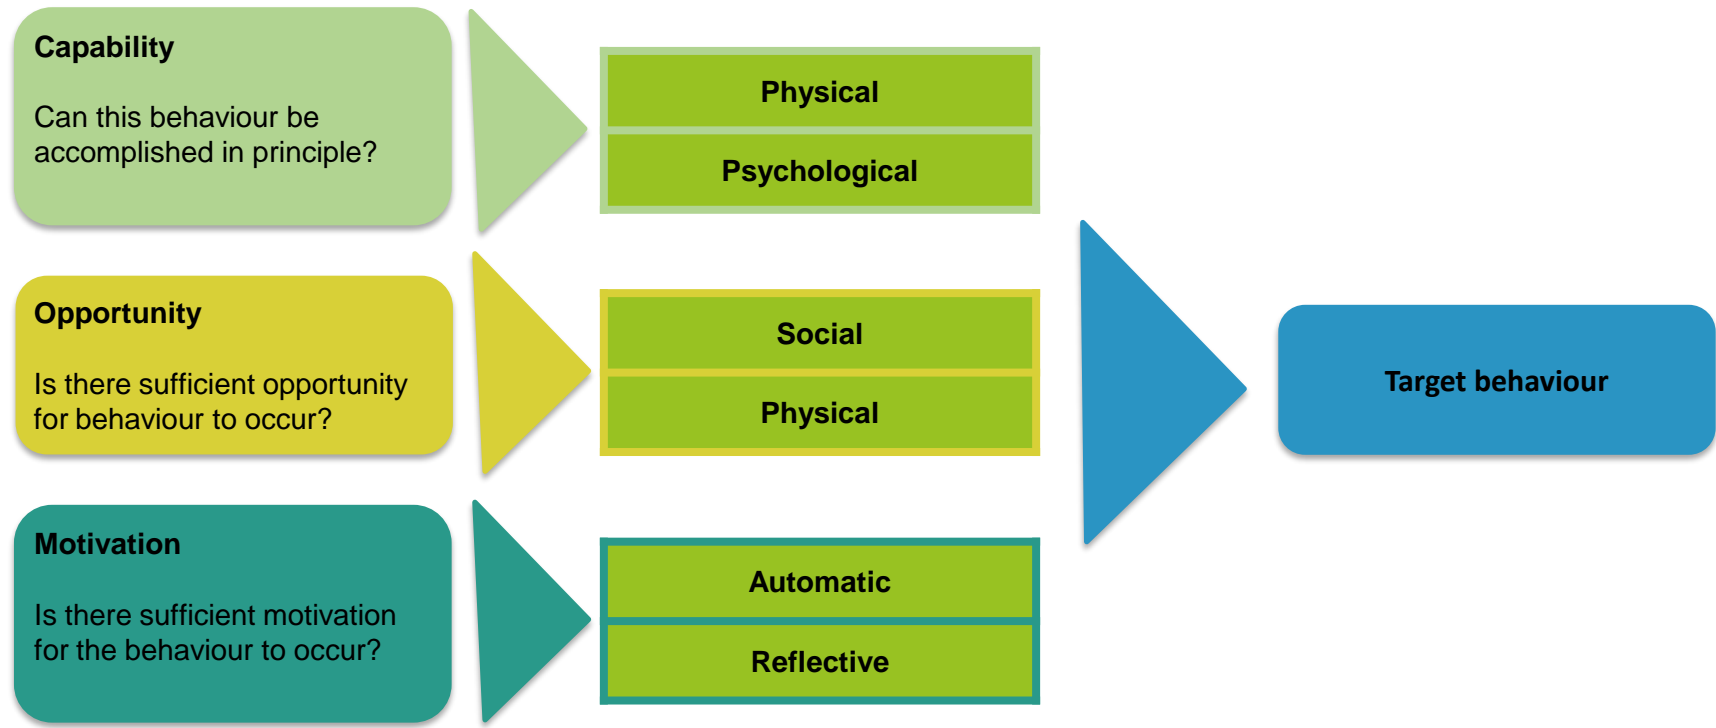 Capability
Can this behaviour be
accomplished in principle?
Physical
Psychological
Opportunity
Is there sufficient opportunity
for behaviour to occur?
Social
Physical
Motivation
Is there sufficient motivation
for the behaviour to occur?
Automatic
Reflective
Target behaviour